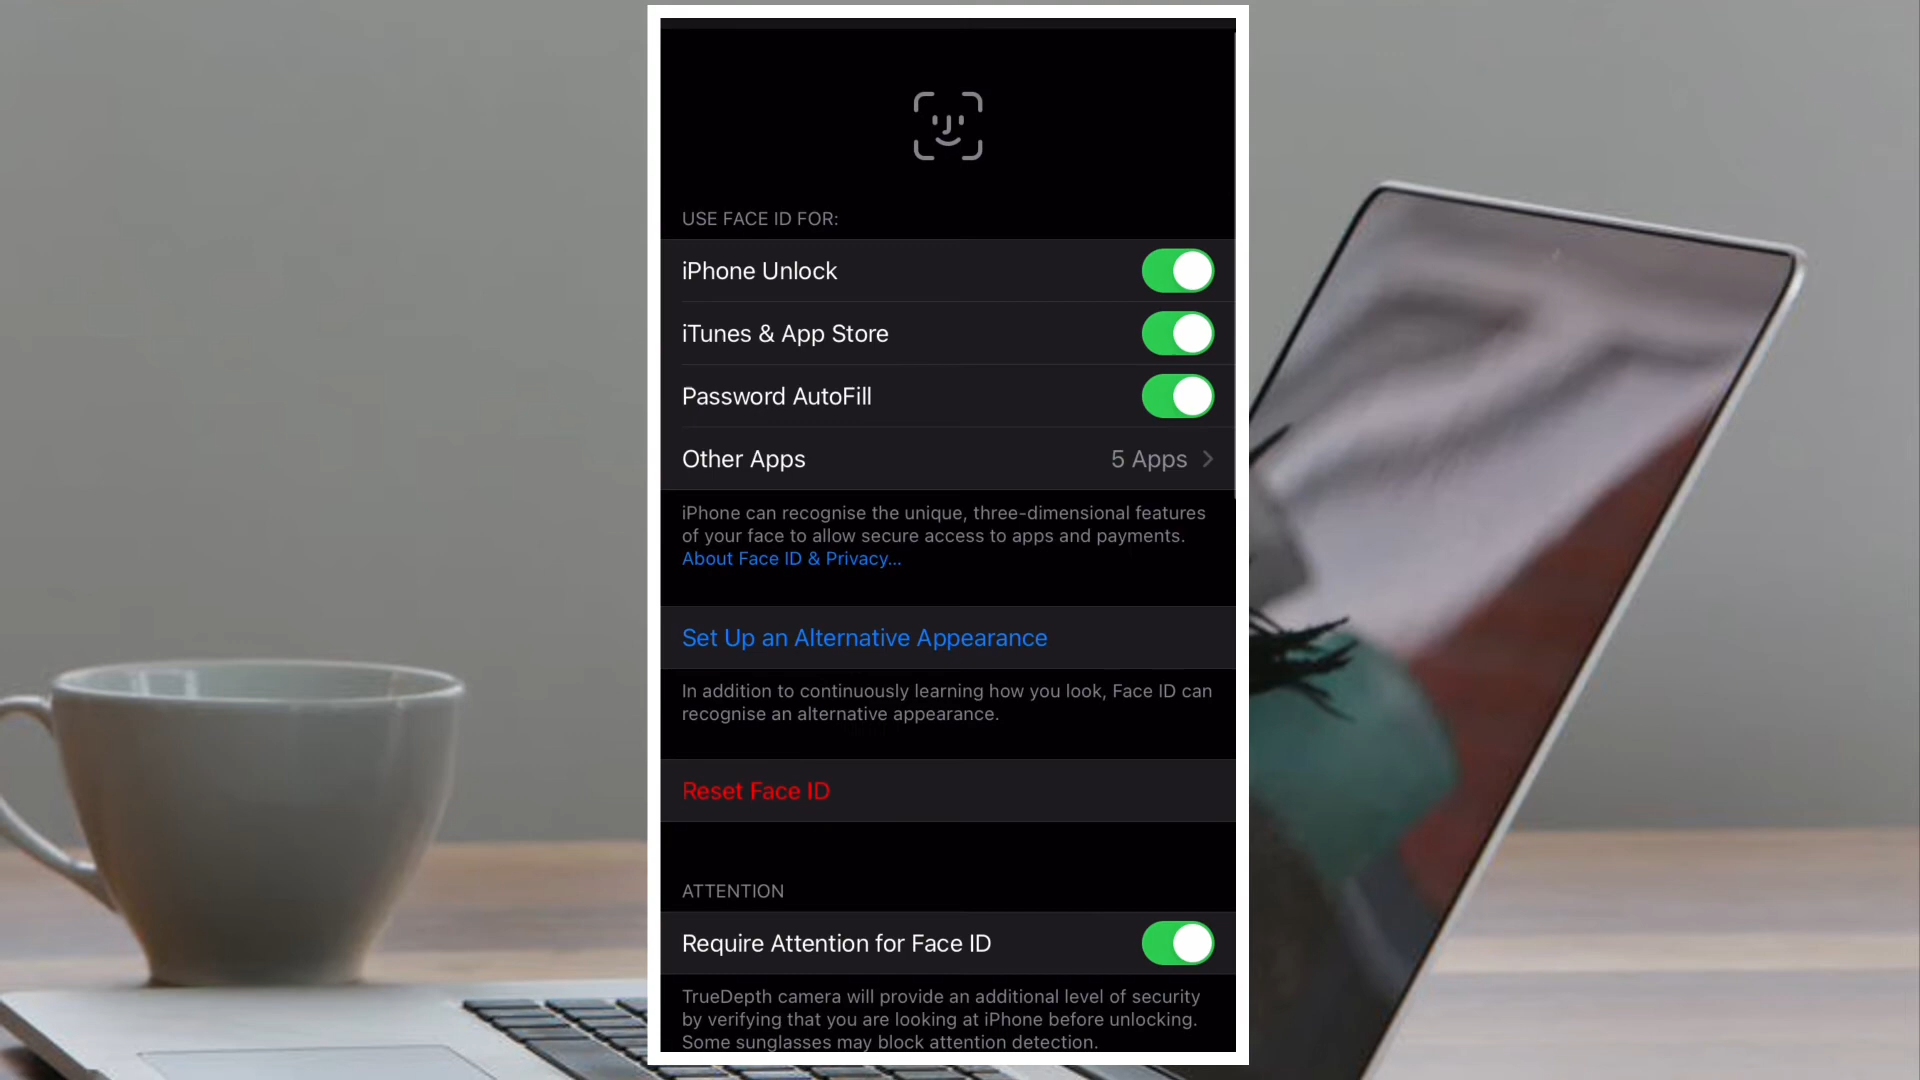 USE FACE ID FOR:
iPhone Unlock
iTunes & App Store
Password AutoFill
Other Apps 5 Apps
iPhone can recognise the unique, three-dimensional features
of your face to allow secure access to apps and payments.
About Face ID & Privacy...
Set Up an Alternative Appearance
In addition to continuously learning how you look, Face ID can
recognise an alternative appearance.
Reset Face ID
ATTENTION
Require Attention for Face ID
TrueDepth camera will provide an additional level of security
by verifying that you are looking at iPhone before unlocking.
Some sunglasses may block attention detection.